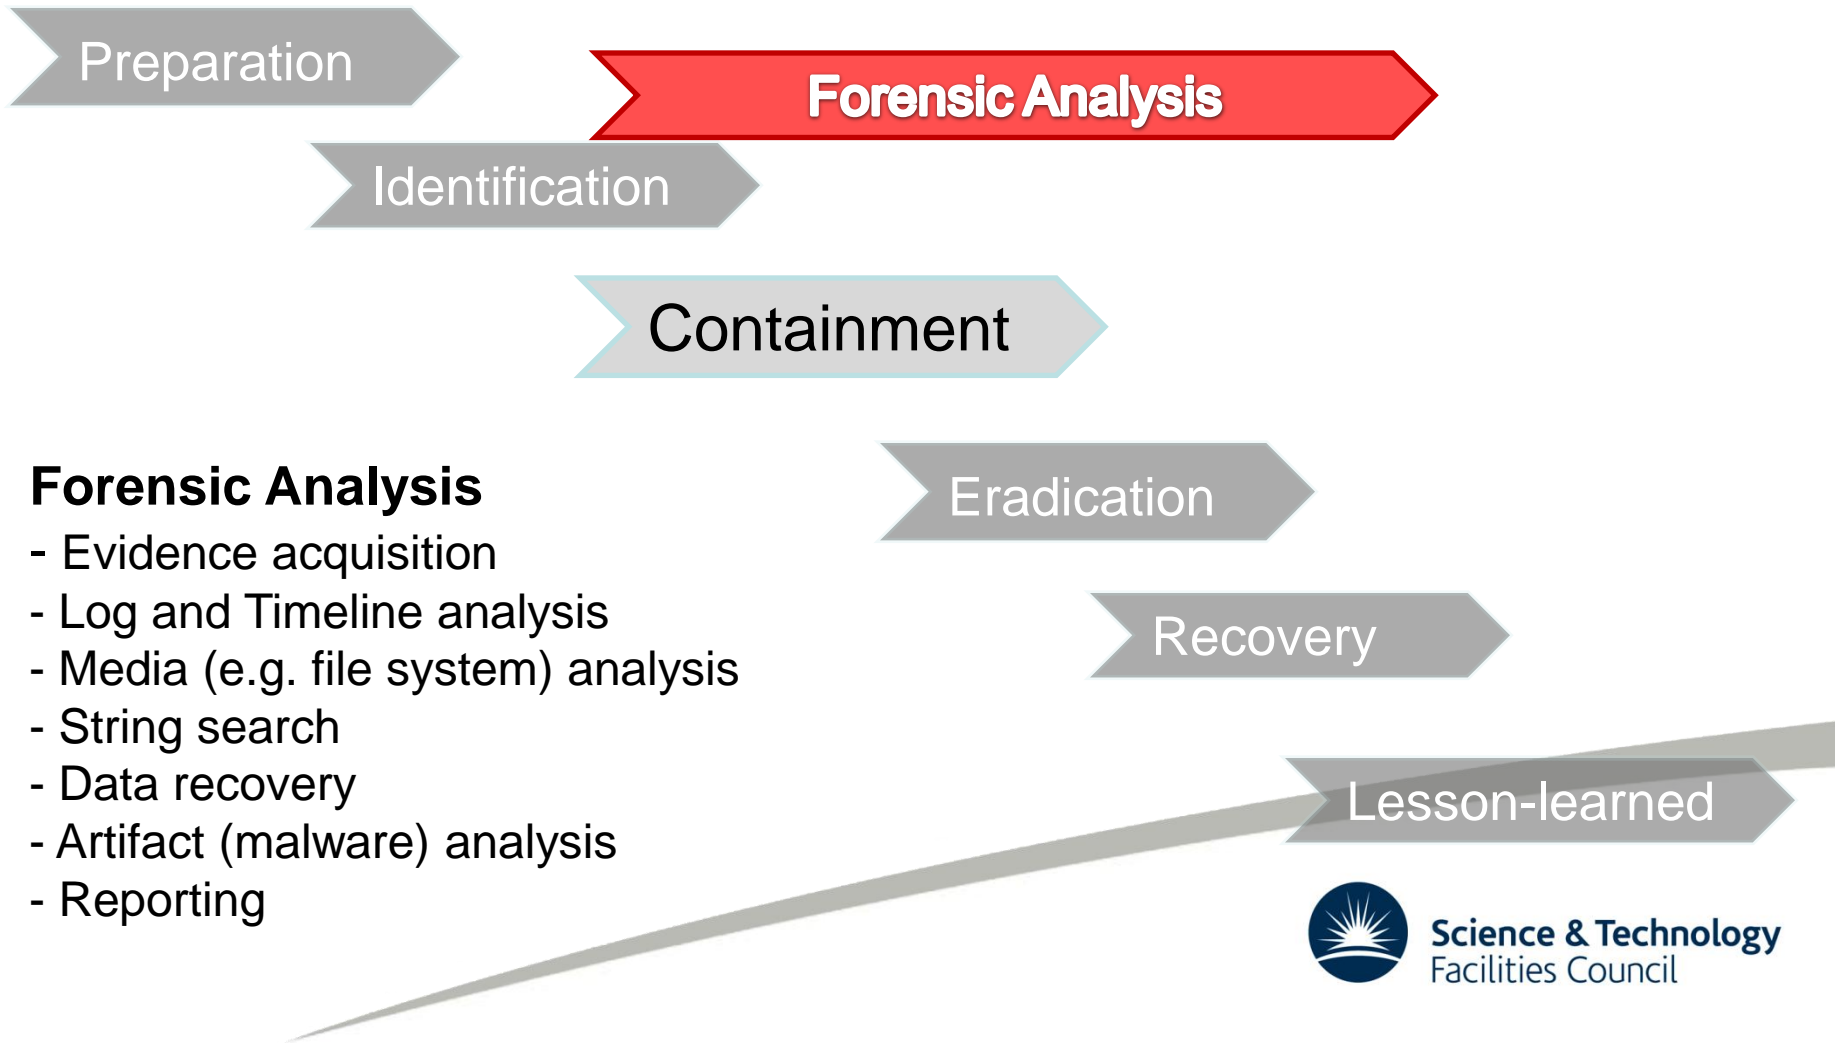 Preparation
Forensic Analysis
Identification
Containment
Eradication
Recovery
Lesson-learned
Forensic Analysis
- Evidence acquisition
- Log and Timeline analysis
- Media (e.g. file system) analysis
- String search
- Data recovery
- Artifact (malware) analysis
- Reporting
Science & Technology
Facilities Council